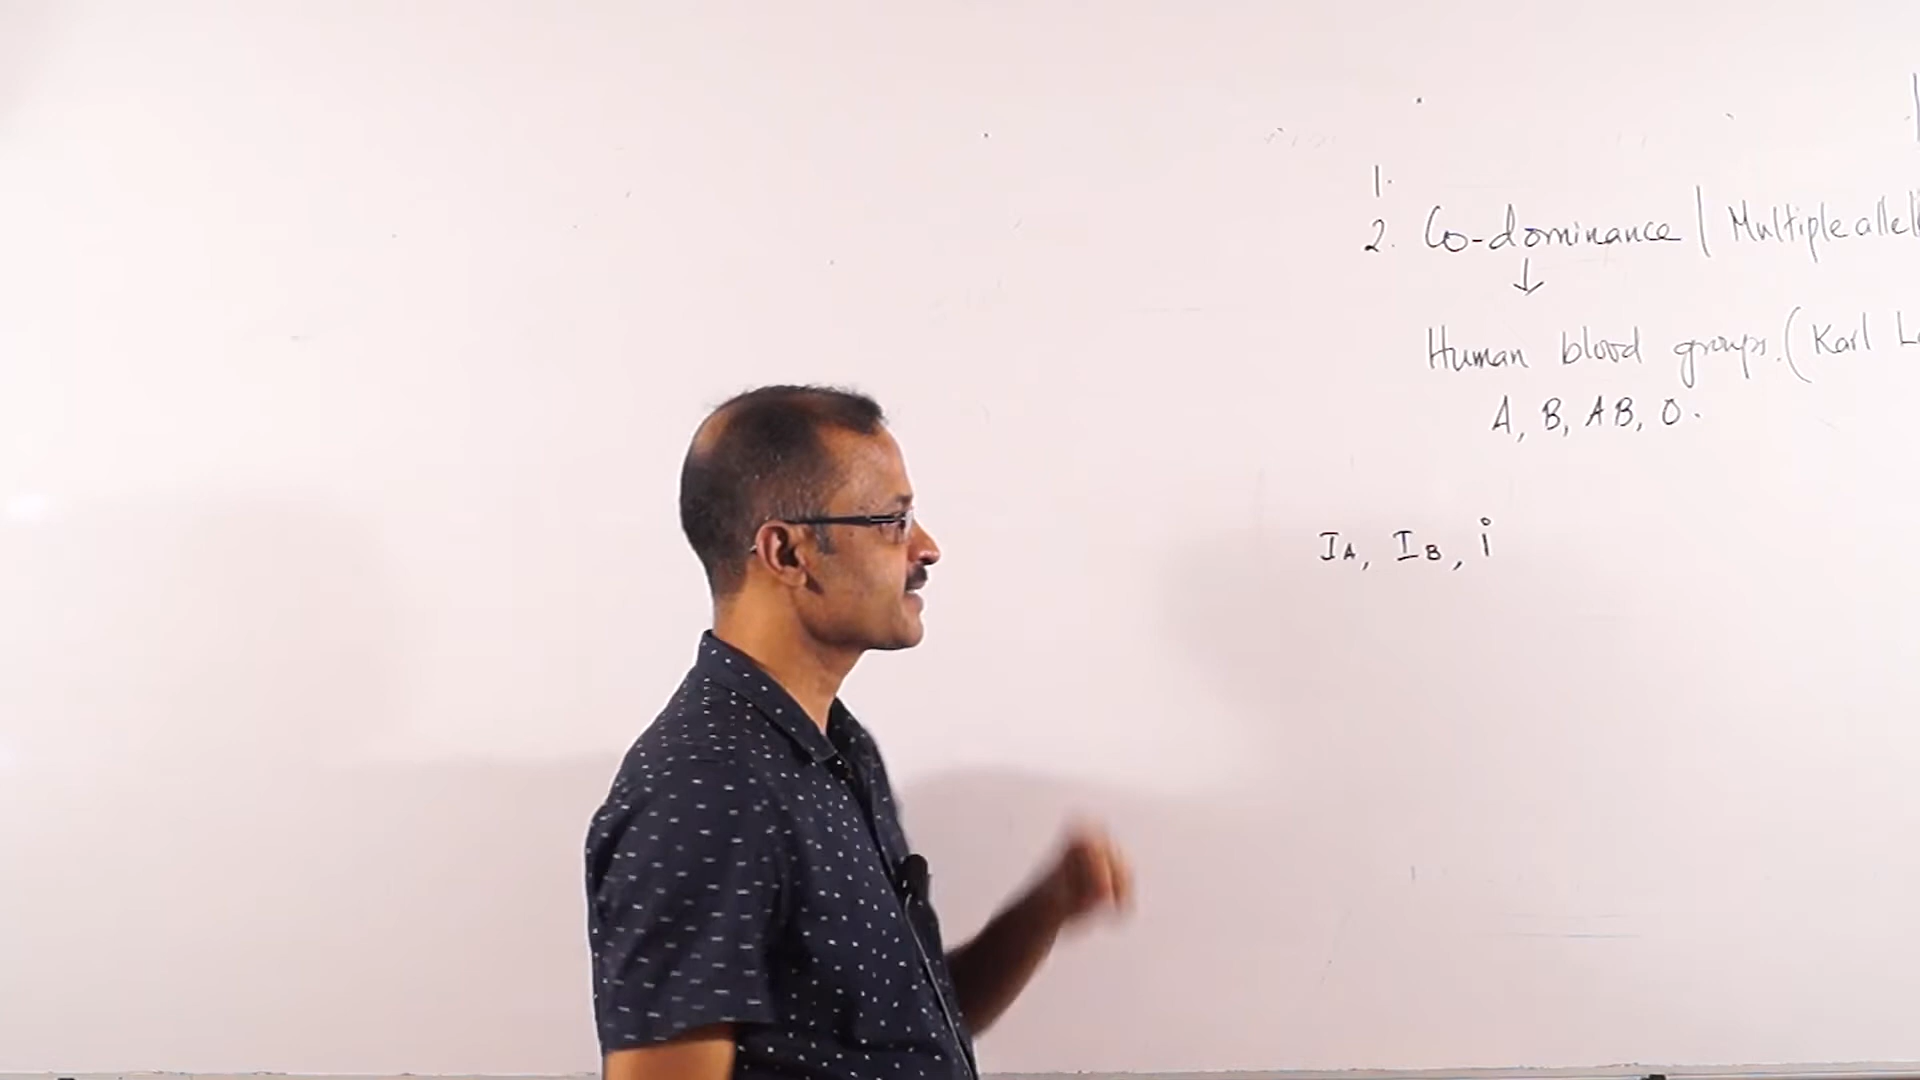 1.
2. Co-dominance | Multiple allel
↓
Human blood groups. (Karl L
A, B, AB, O.
IA, IB, i